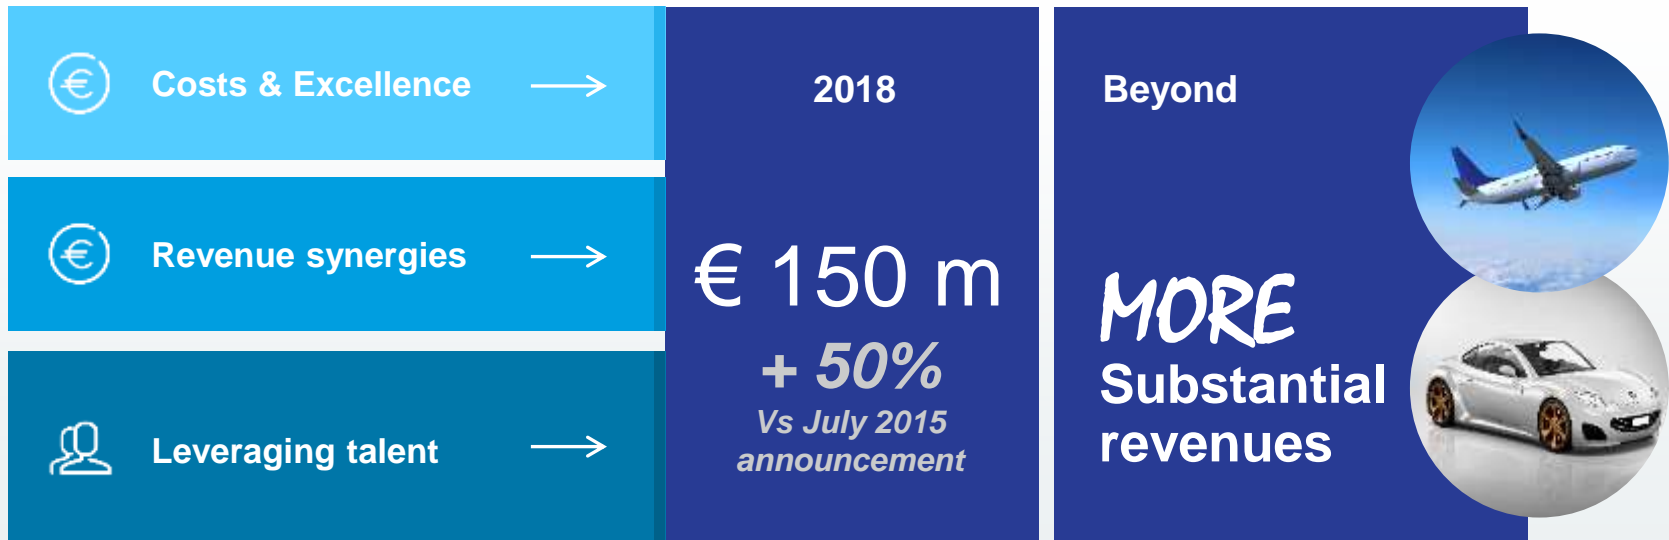 Costs & Excellence
Revenue synergies
Leveraging talent
2018
€ 150 m
+ 50%
Vs July 2015
announcement
Beyond
MORE
Substantial
revenues